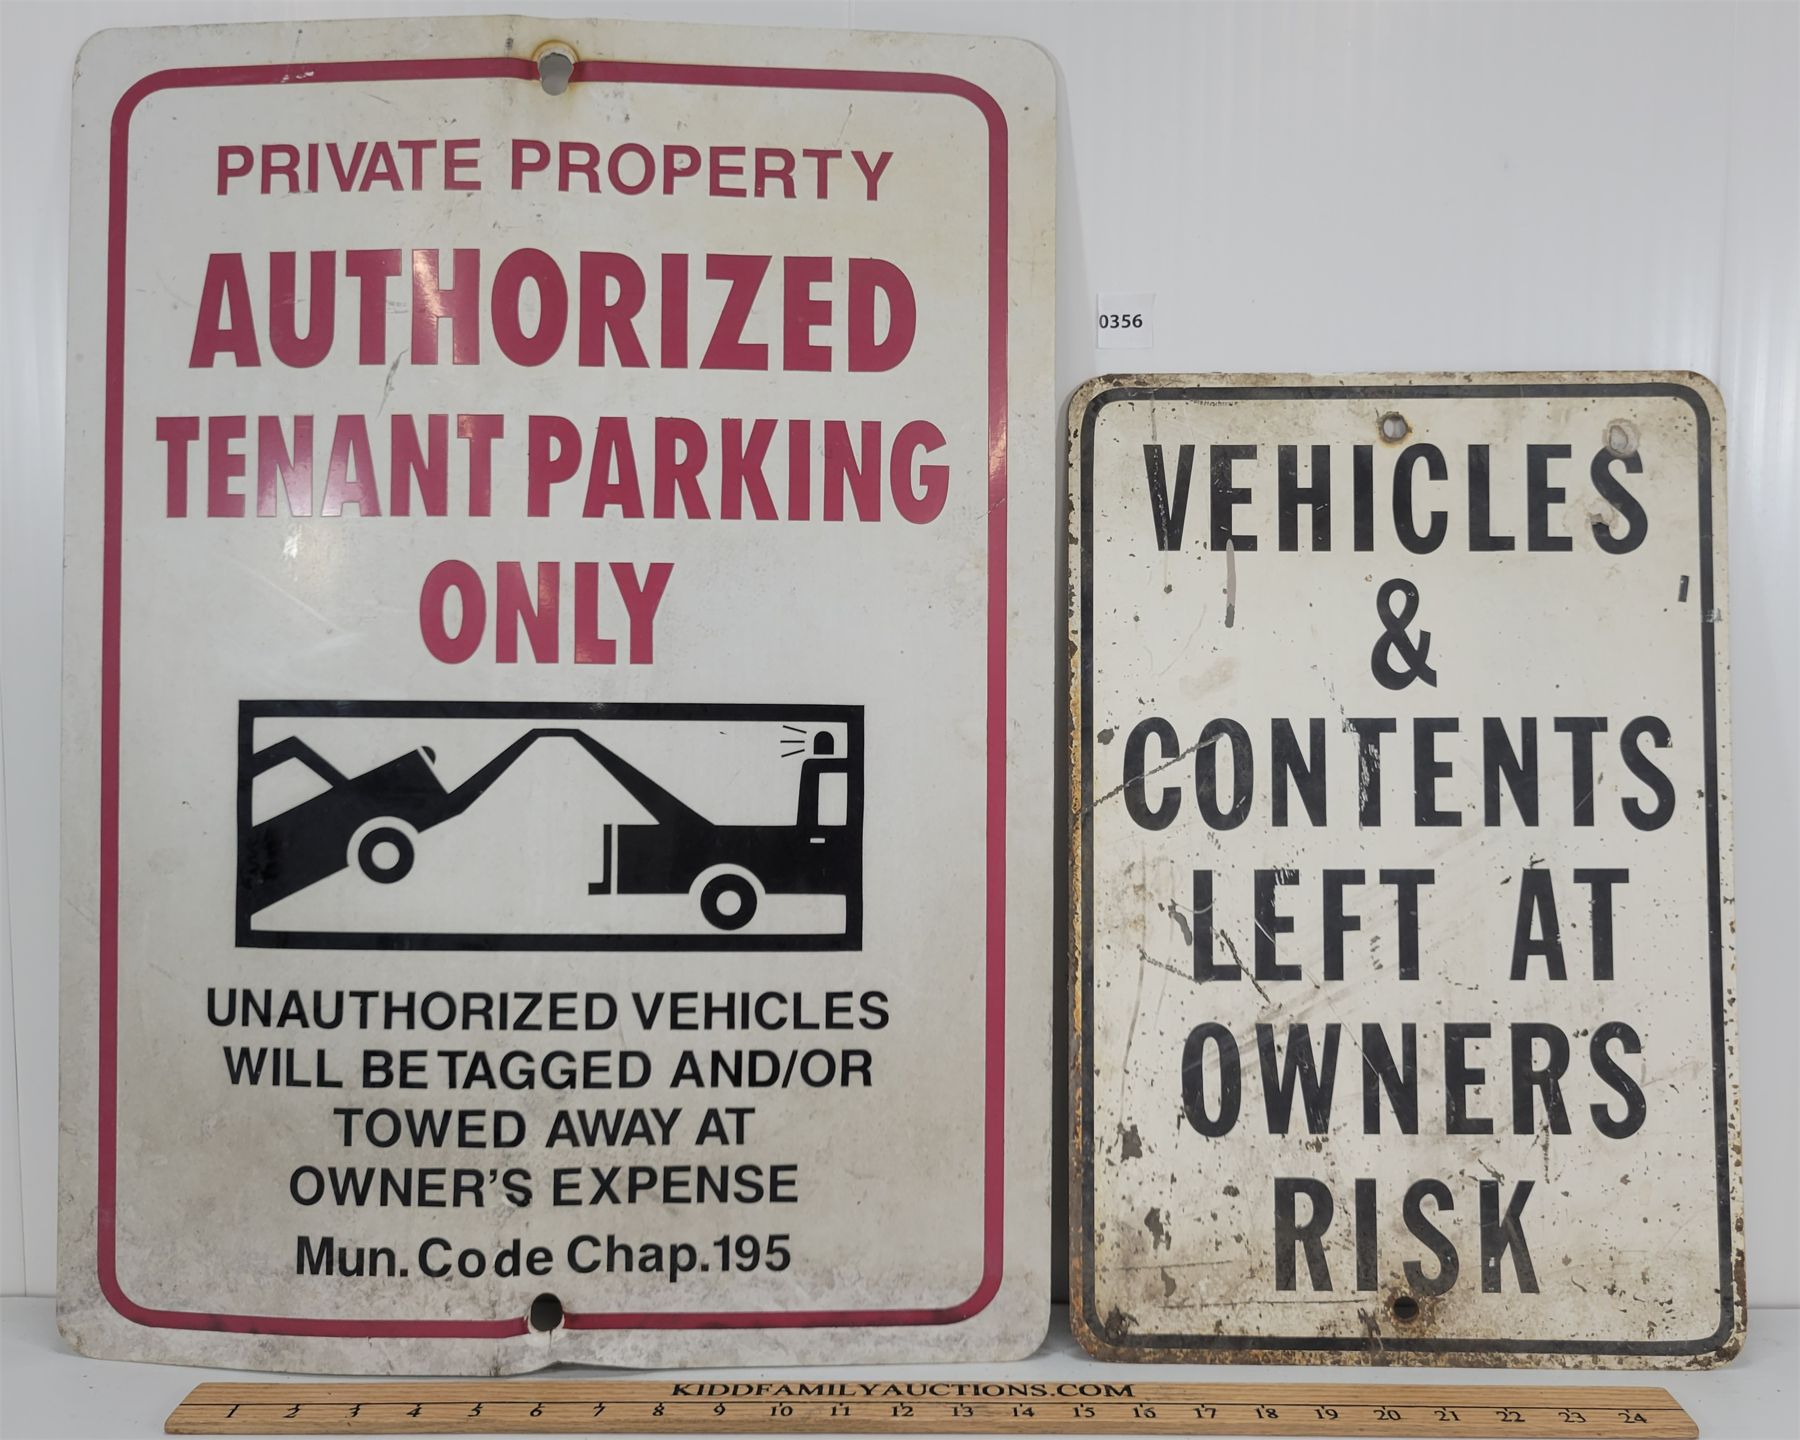 PRIVATE PROPERTY
AUTHORIZED
TENANT PARKING
ONLY
UNAUTHORIZED VEHICLES
WILL BE TAGGED AND/OR
TOWED AWAY AT
OWNER'S EXPENSE
Mun. Code Chap. 195
0356
VEHICLES
&
CONTENTS
LEFT AT
OWNERS
RISK
KIDDFAMILYAUCTIONS.COM
1 2 3 4 5 6 7 8 9 10 11 12 13 14 15 16 17 18 19 20 21 22 23 24